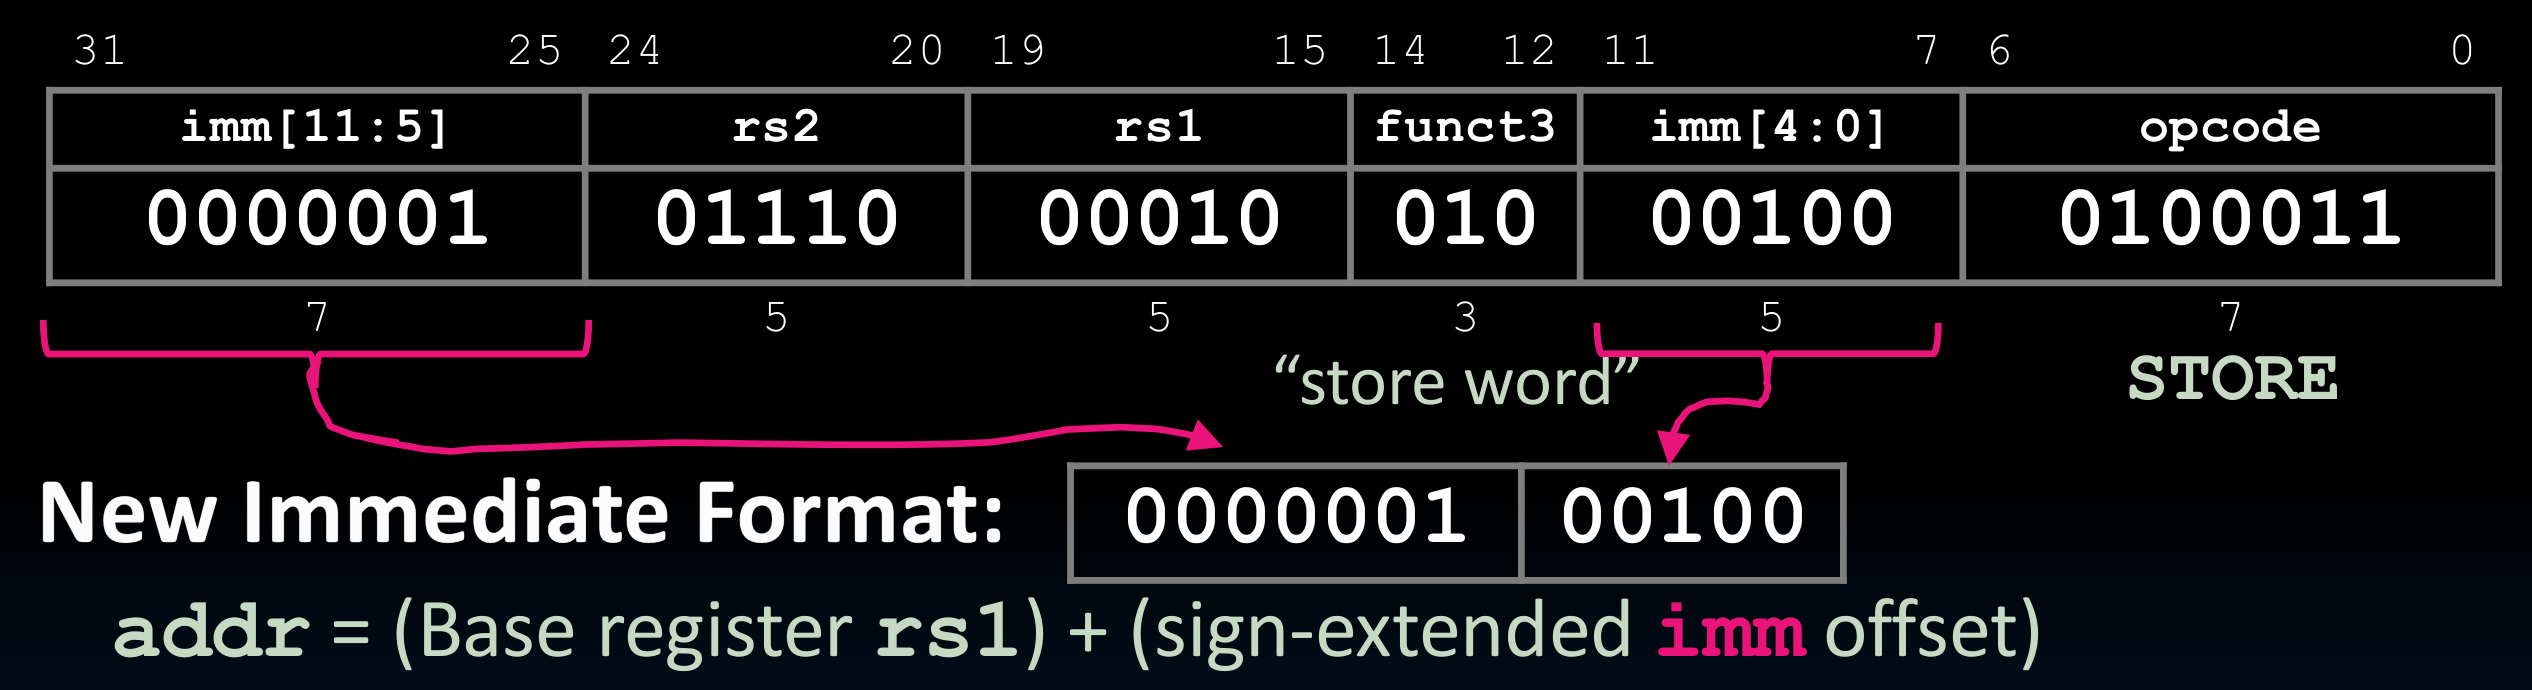 31 25 24 20 19 15 14 12 11 7 6 0
imm[11:5] rs2 rs1 funct3 imm[4:0] opcode
0000001 01110 00010 010 00100 0100011
7 5 5 3 5 7
“store word” STORE
New Immediate Format: 0000001 00100
addr = (Base register rs1) + (sign-extended imm offset)